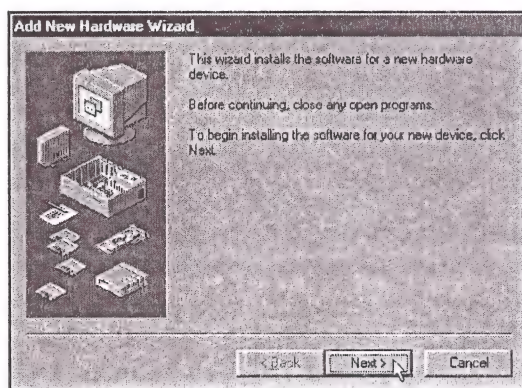 Add New Hardware Wizard
This wizard installs the software for a new hardware
device.
Before continuing, close any open programs.
To begin installing the software for your new device, click
Next.
< Back
Next >
Cancel